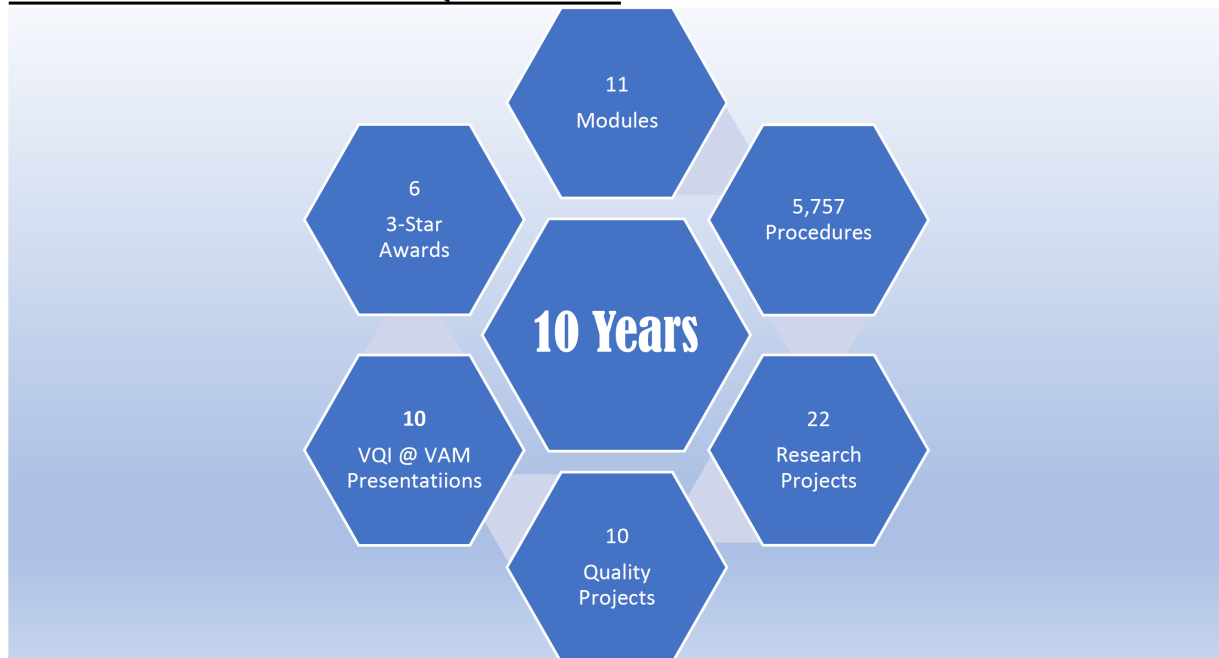 11
Modules
5,757
Procedures
22
Research
Projects
10
Quality
Projects
10
VQI @ VAM
Presentatiions
6
3-Star
Awards
10 Years